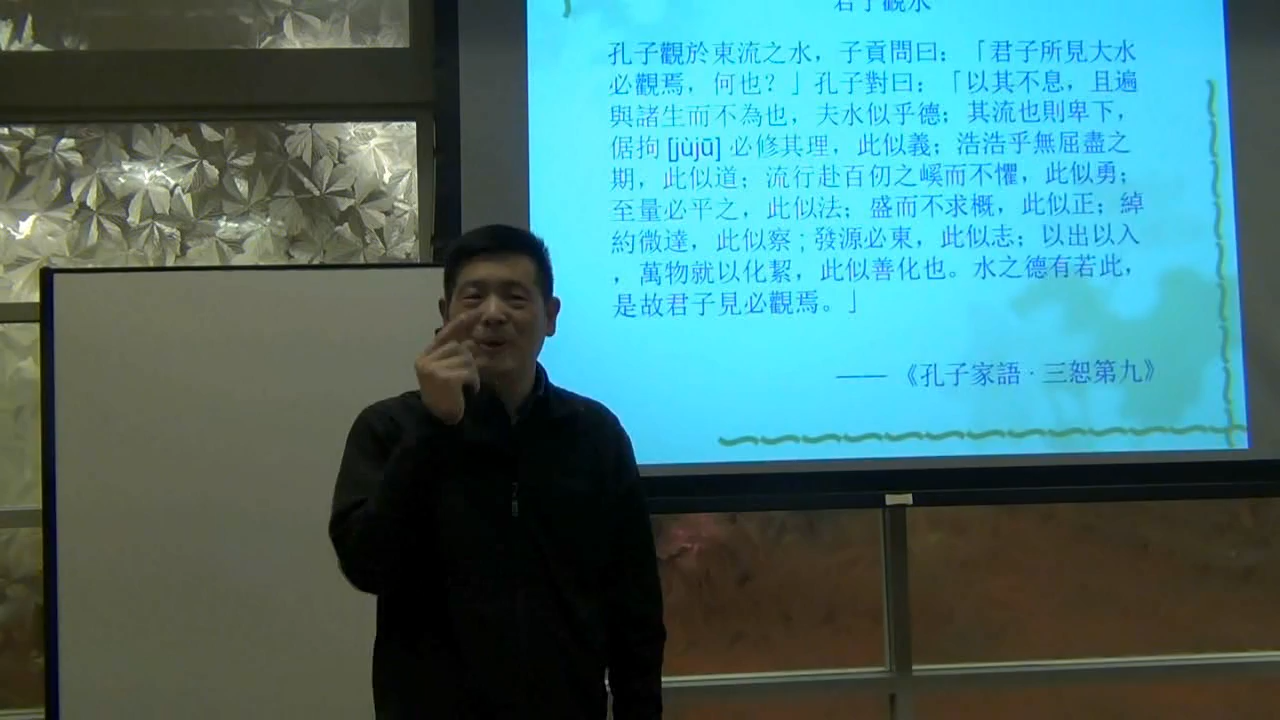 君子觀水
孔子觀於東流之水，子貢問曰：「君子所見大水
必觀焉，何也？」孔子對曰：「以其不息，且遍
與諸生而不為也，夫水似乎德；其流也則卑下，
倨拘 [jùjū] 必修其理，此似義；浩浩乎無屈盡之
期，此似道；流行赴百仞之嵠而不懼，此似勇；
至量必平之，此似法；盛而不求概，此似正；綽
約微達，此似察；發源必東，此似志；以出以入
，萬物就以化絜，此似善化也。水之德有若此，
是故君子見必觀焉。」
—— 《孔子家語 · 三恕第九》